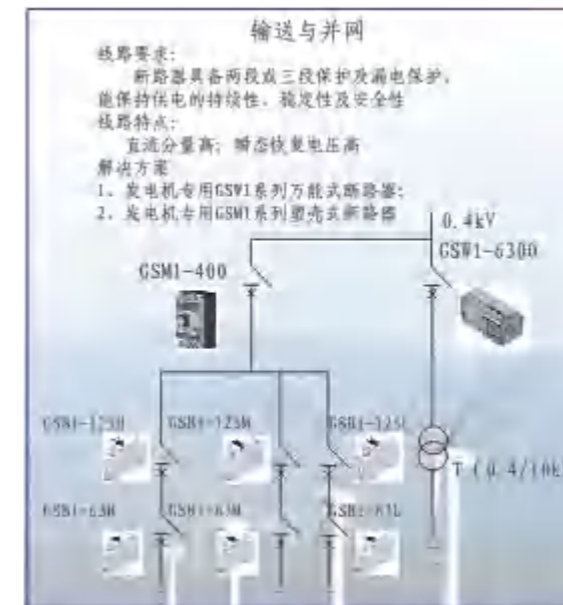 输送与并网
线路要求:
断路器具备两段或三段保护及漏电保护,
能保持供电的持续性、稳定性及安全性
线路特点:
直流分量高; 瞬态恢复电压高
解决方案
1、发电机专用GSW1系列万能式断路器;
2、发电机专用GSM1系列塑壳式断路器
0.4kV
GSW1-6300
GSM1-400
GSB1-125H GSB1-125M GSB1-125L
T(0.4/10k
GSB1-63M GSB1-63M GSB1-63L